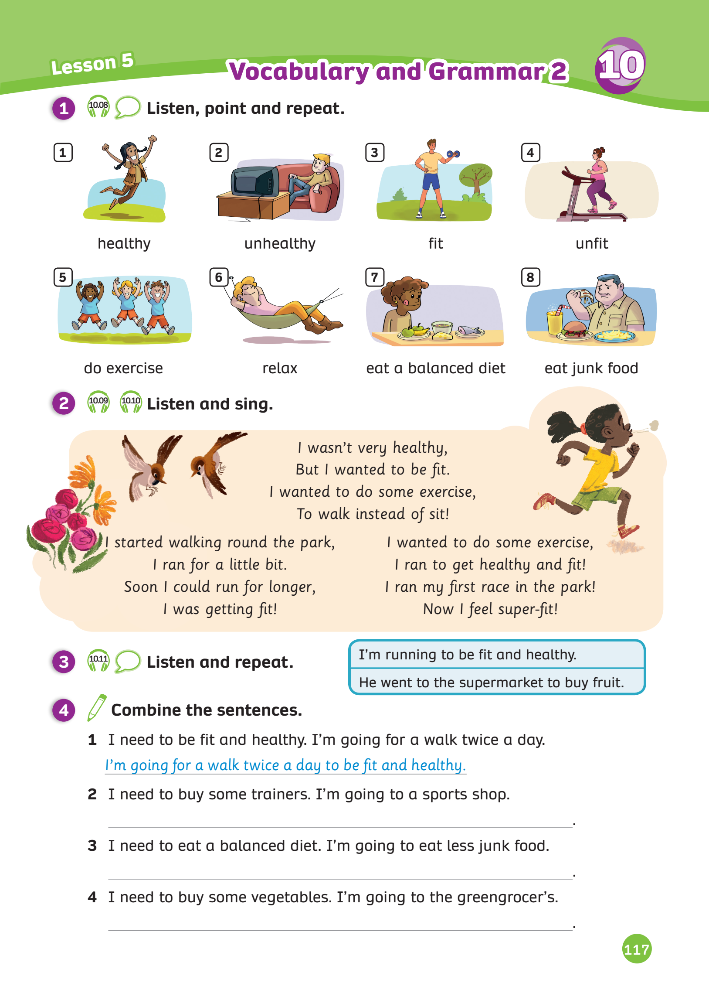 Lesson 5
Vocabulary and Grammar 2
10
1 10.08 Listen, point and repeat.
1
2
3
4
healthy
unhealthy
fit
unfit
5
6
7
8
do exercise
relax
eat a balanced diet
eat junk food
2 10.09 10.10 Listen and sing.
I wasn't very healthy,
But I wanted to be fit.
I wanted to do some exercise,
To walk instead of sit!
I started walking round the park,
I ran for a little bit.
Soon I could run for longer,
I was getting fit!
I wanted to do some exercise,
I ran to get healthy and fit!
I ran my first race in the park!
Now I feel super-fit!
3 10.11 Listen and repeat.
I'm running to be fit and healthy.
He went to the supermarket to buy fruit.
4 Combine the sentences.
1 I need to be fit and healthy. I'm going for a walk twice a day.
I'm going for a walk twice a day to be fit and healthy.
2 I need to buy some trainers. I'm going to a sports shop.
.
3 I need to eat a balanced diet. I'm going to eat less junk food.
.
4 I need to buy some vegetables. I'm going to the greengrocer's.
.
117